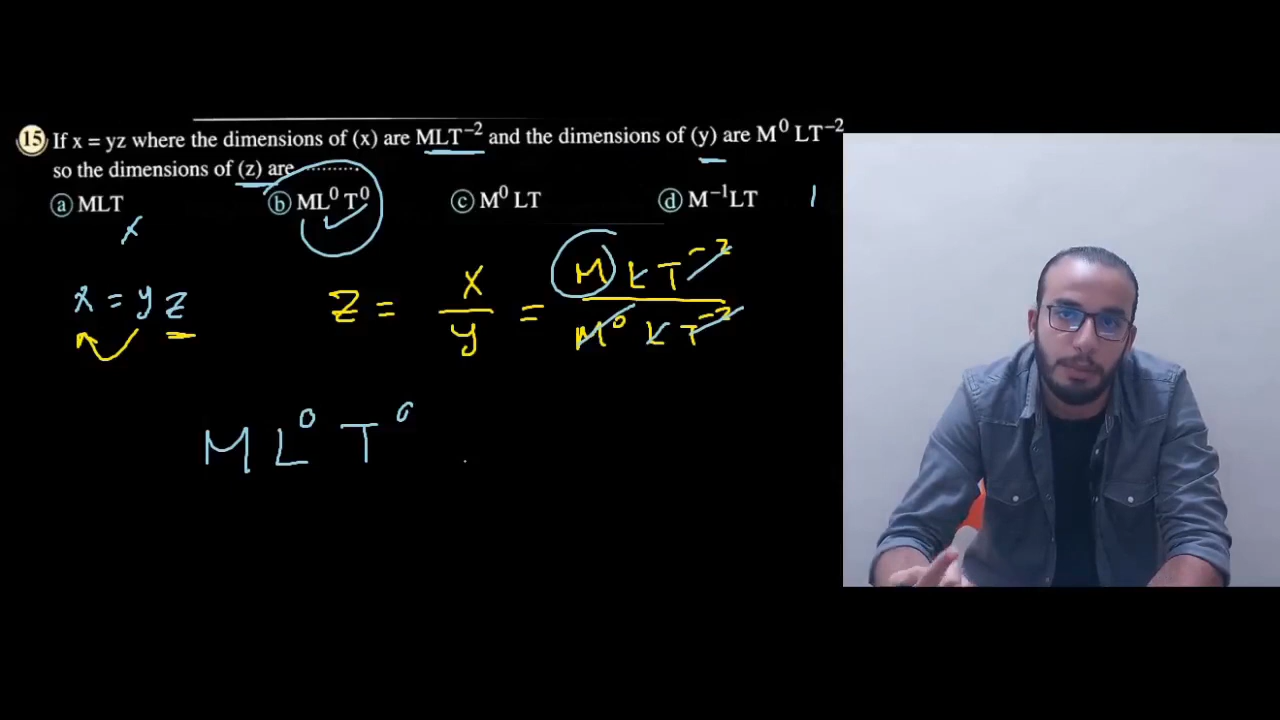 15 If x = yz where the dimensions of (x) are MLT⁻² and the dimensions of (y) are M⁰ LT⁻²
so the dimensions of (z) are ..........
a MLT b ML⁰ T⁰ c M⁰ LT d M⁻¹LT
x = y z z = x/y = M L T⁻² / M⁰ L T⁻²
M L⁰ T⁰